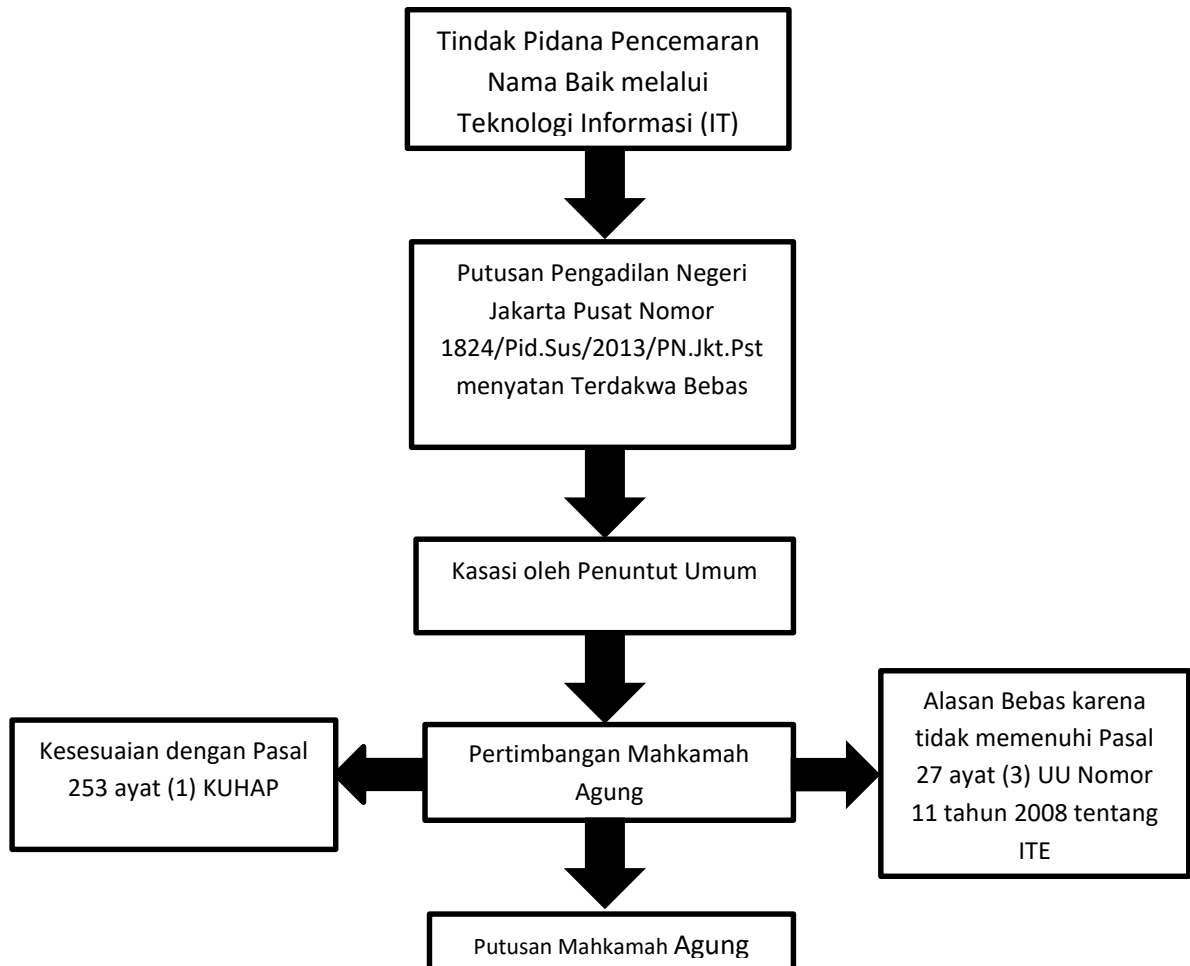 Tindak Pidana Pencemaran
Nama Baik melalui
Teknologi Informasi (IT)
Putusan Pengadilan Negeri
Jakarta Pusat Nomor
1824/Pid.Sus/2013/PN.Jkt.Pst
menyatan Terdakwa Bebas
Kasasi oleh Penuntut Umum
Kesesuaian dengan Pasal
253 ayat (1) KUHAP
Pertimbangan Mahkamah
Agung
Alasan Bebas karena
tidak memenuhi Pasal
27 ayat (3) UU Nomor
11 tahun 2008 tentang
ITE
Putusan Mahkamah Agung